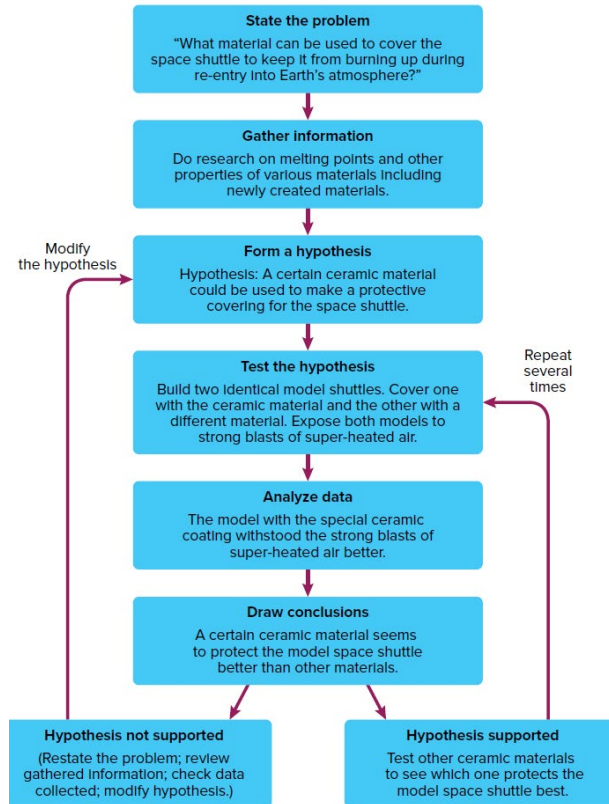 State the problem
“What material can be used to cover the
space shuttle to keep it from burning up during
re-entry into Earth’s atmosphere?”
Gather information
Do research on melting points and other
properties of various materials including
newly created materials.
Modify
the hypothesis
Form a hypothesis
Hypothesis: A certain ceramic material
could be used to make a protective
covering for the space shuttle.
Test the hypothesis
Build two identical model shuttles. Cover one
with the ceramic material and the other with a
different material. Expose both models to
strong blasts of super-heated air.
Repeat
several
times
Analyze data
The model with the special ceramic
coating withstood the strong blasts of
super-heated air better.
Draw conclusions
A certain ceramic material seems
to protect the model space shuttle
better than other materials.
Hypothesis not supported
(Restate the problem; review
gathered information; check data
collected; modify hypothesis.)
Hypothesis supported
Test other ceramic materials
to see which one protects the
model space shuttle best.